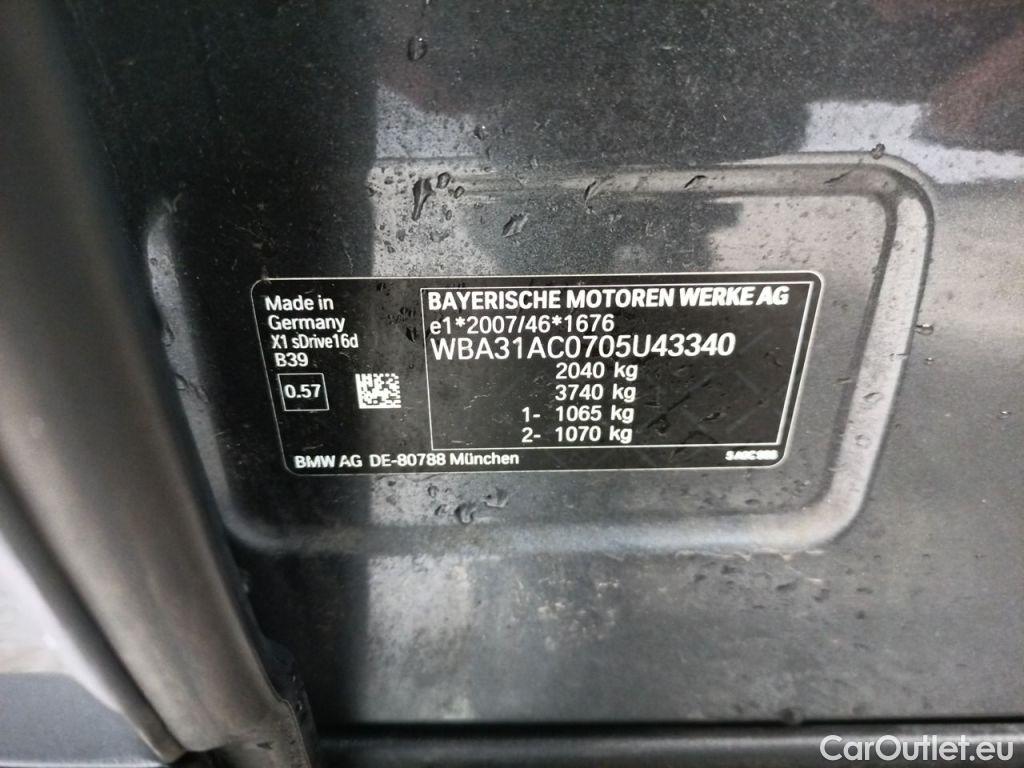 Made in
Germany
X1 sDrive16d
B39
0.57
BAYERISCHE MOTOREN WERKE AG
e1*2007/46*1676
WBA31AC0705U43340
2040 kg
3740 kg
1- 1065 kg
2- 1070 kg
BMW AG DE-80788 München
CarOutlet.eu